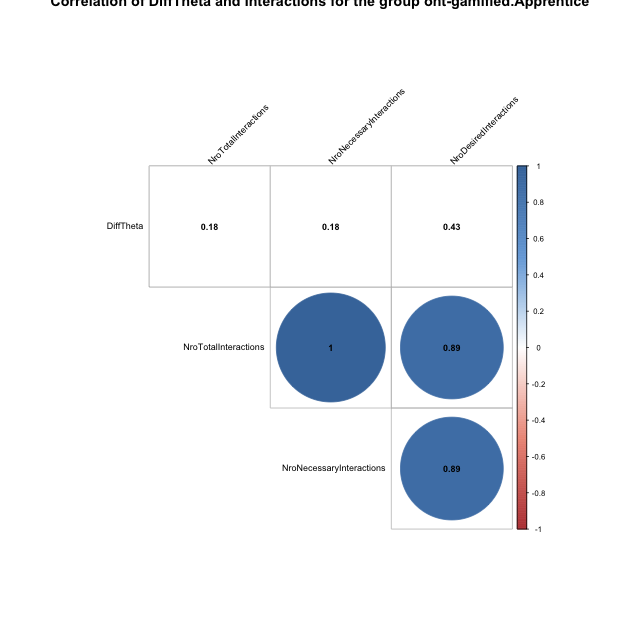 Correlation of DiffTheta and Interactions for the group ont-gamified.Apprentice
NroTotalInteractions
NroNecessaryInteractions
NroDesiredInteractions
DiffTheta
0.18
0.18
0.43
NroTotalInteractions
1
0.89
NroNecessaryInteractions
0.89
1
0.8
0.6
0.4
0.2
0
-0.2
-0.4
-0.6
-0.8
-1